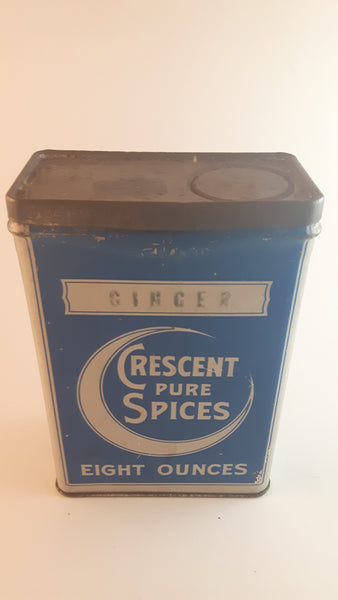 GINGER
CRESCENT
PURE
SPICES
EIGHT OUNCES